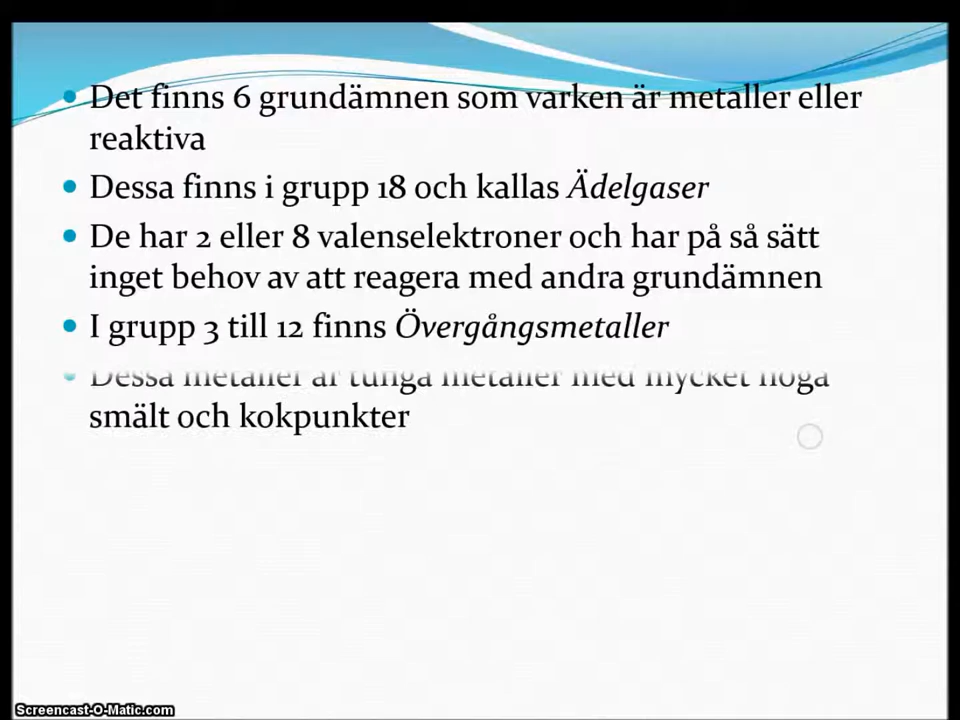 Det finns 6 grundämnen som varken är metaller eller
reaktiva
Dessa finns i grupp 18 och kallas Ädelgaser
De har 2 eller 8 valenselektroner och har på så sätt
inget behov av att reagera med andra grundämnen
I grupp 3 till 12 finns Övergångsmetaller
Dessa metaller är tunga metaller med mycket höga
smält och kokpunkter
Screencast-O-Matic.com